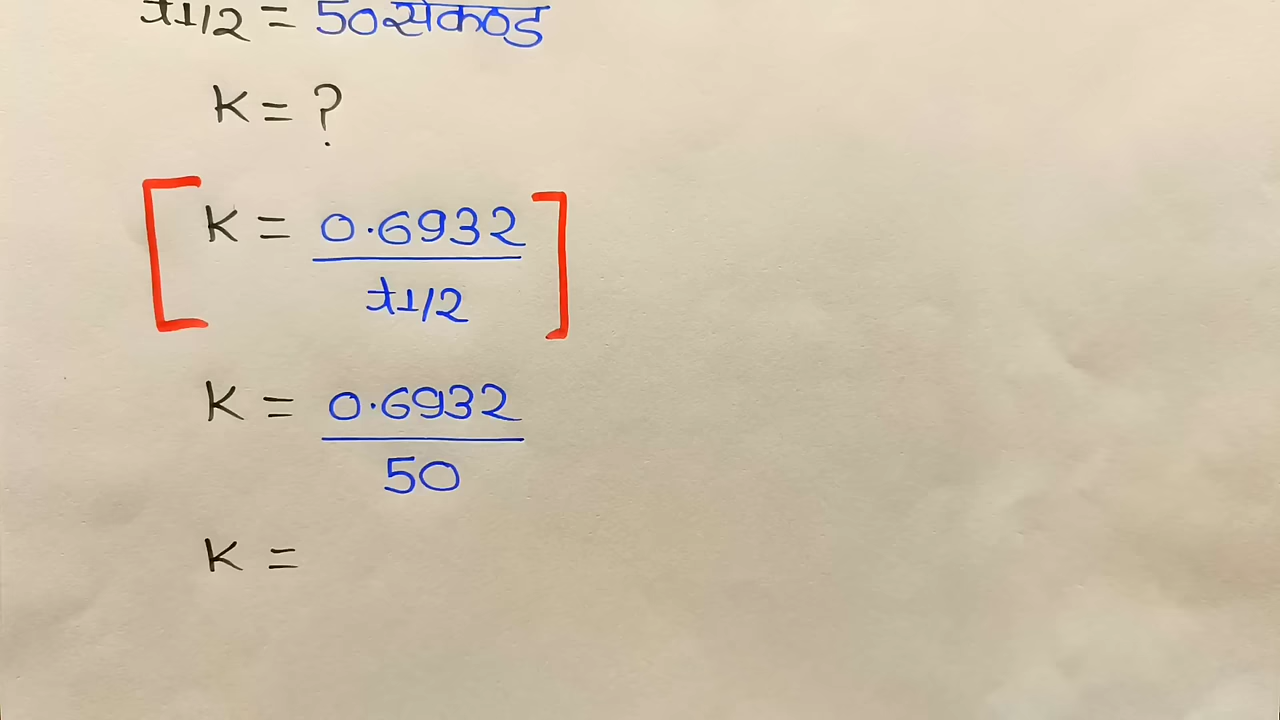 t1/2 = 50 सेकण्ड
K = ?
[ K = 0.6932 ]
t1/2
K = 0.6932
50
K =